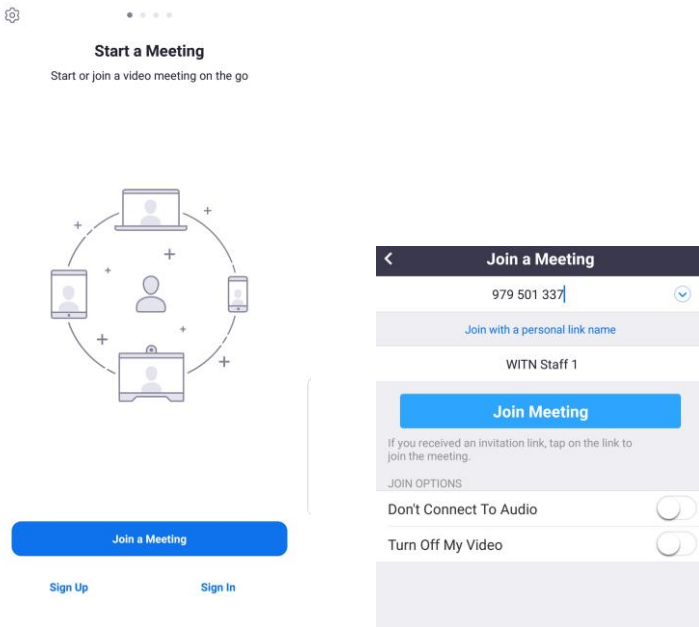 Start a Meeting
Start or join a video meeting on the go
Join a Meeting
Sign Up
Sign In
Join a Meeting
979 501 337
Join with a personal link name
WITN Staff 1
Join Meeting
If you received an invitation link, tap on the link to
join the meeting.
JOIN OPTIONS
Don't Connect To Audio
Turn Off My Video